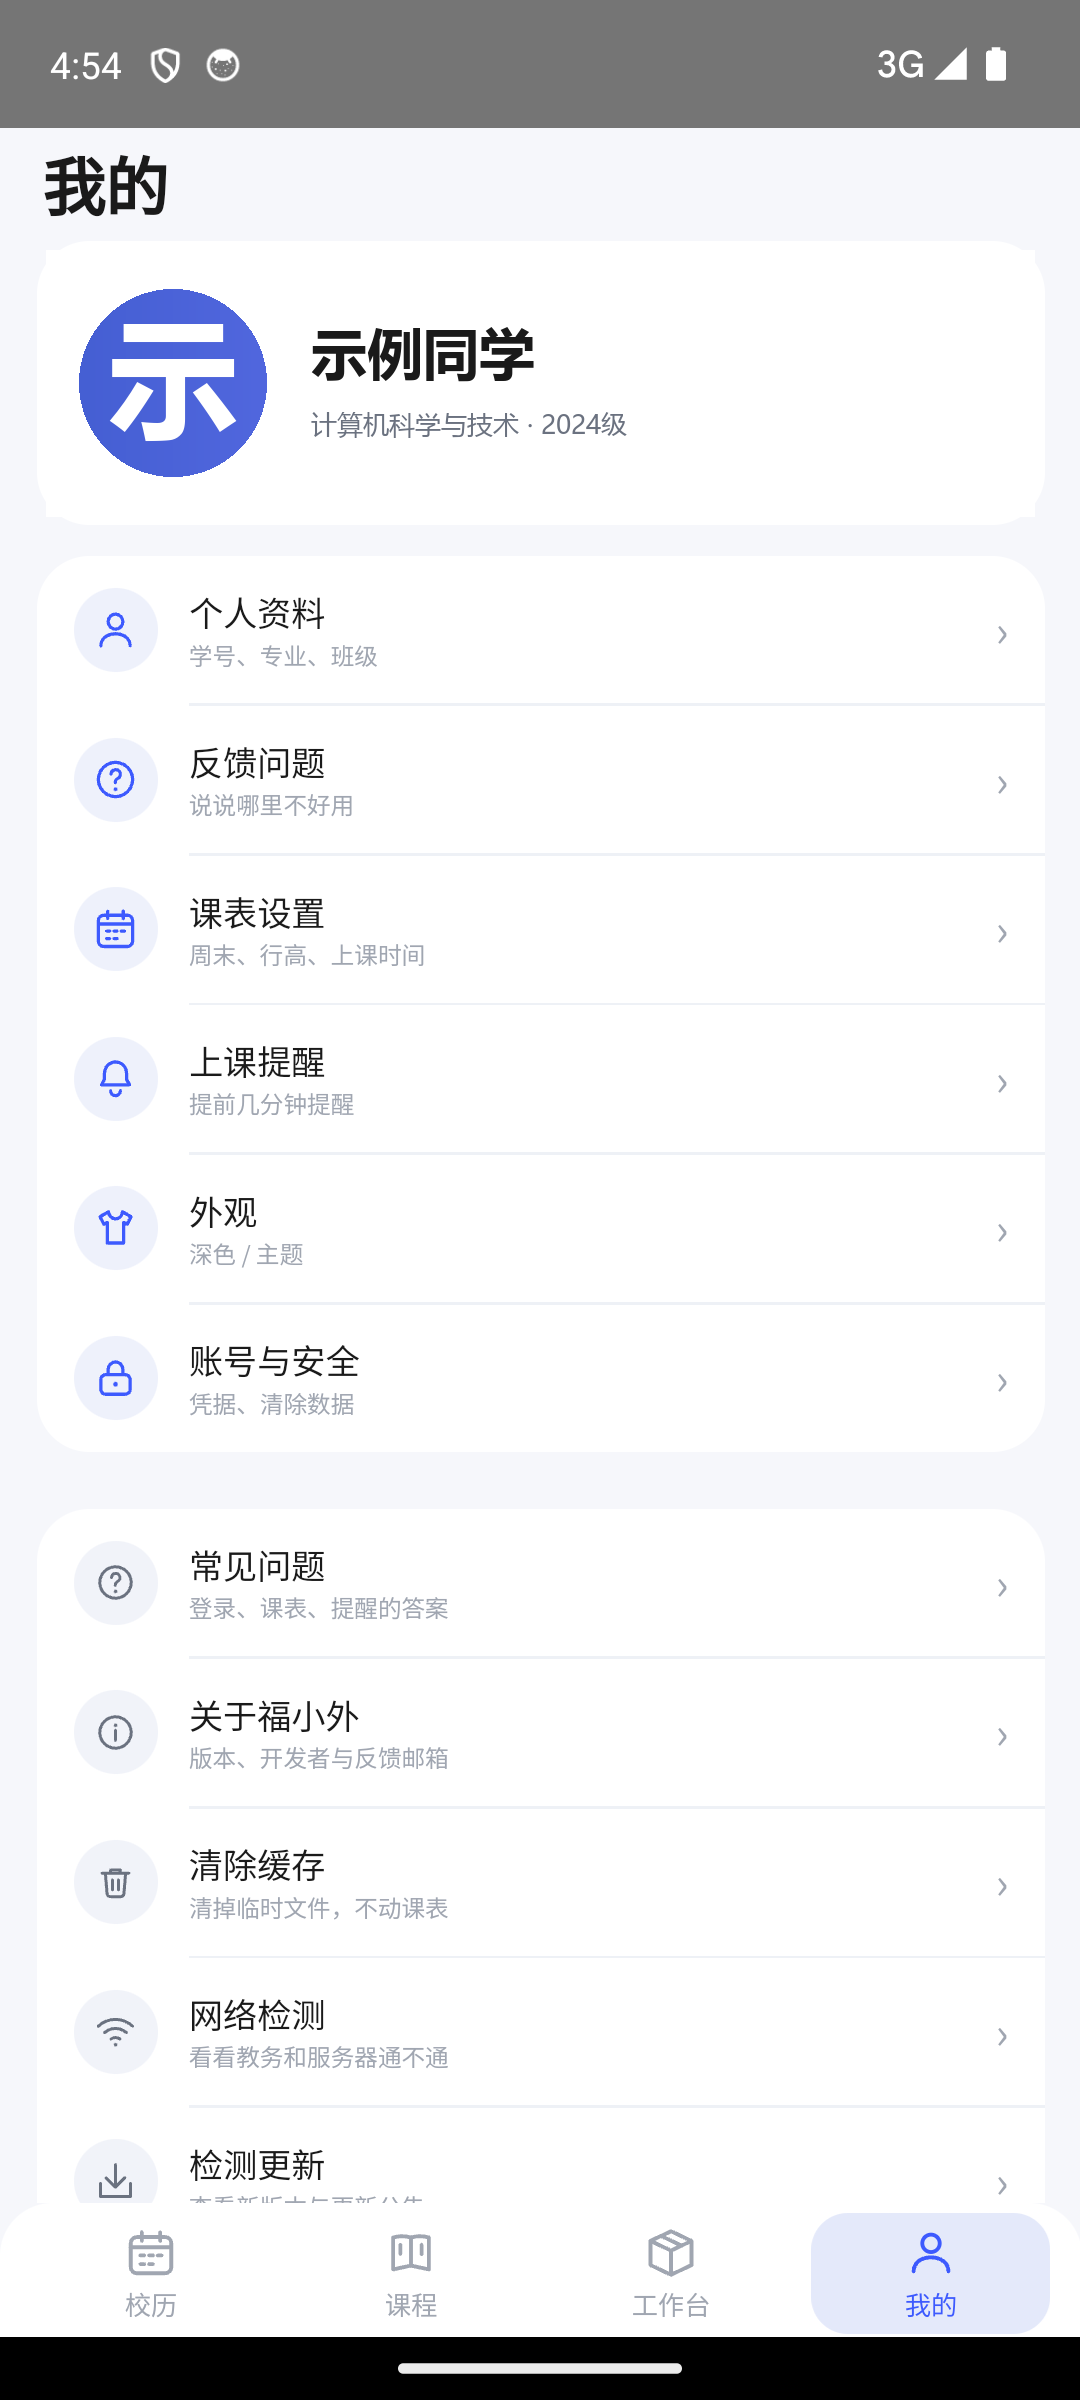 4:54
3G
我的
示
示例同学
计算机科学与技术 · 2024级
个人资料
学号、专业、班级
反馈问题
说说哪里不好用
课表设置
周末、行高、上课时间
上课提醒
提前几分钟提醒
外观
深色 / 主题
账号与安全
凭据、清除数据
常见问题
登录、课表、提醒的答案
关于福小外
版本、开发者与反馈邮箱
清除缓存
清掉临时文件，不动课表
网络检测
看看教务和服务器通不通
检测更新
校历
课程
工作台
我的